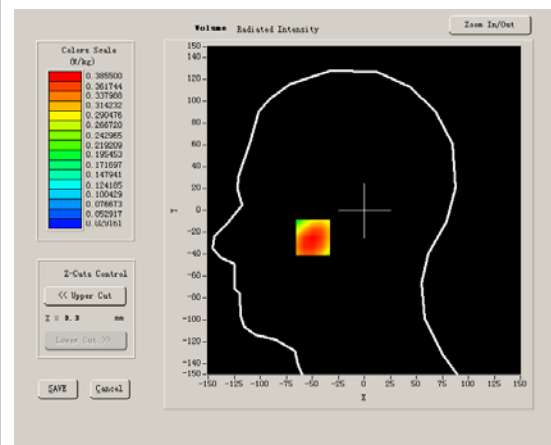 Volume Radiated Intensity
Zoom In/Out
Colors Scale
(W/kg)
0.385500
0.361744
0.337988
0.314232
0.290476
0.266720
0.242965
0.219209
0.195453
0.171697
0.147941
0.124185
0.100429
0.076673
0.052917
0.029161
Z-Cuts Control
<< Upper Cut
Z = 0.3 mm
Lower Cut >>
SAVE Cancel
150
140
120
100
80
60
40
20
0
-20
-40
-60
-80
-100
-120
-140
-150
Y
-150 -125 -100 -75 -50 -25 0 25 50 75 100 125 150
X